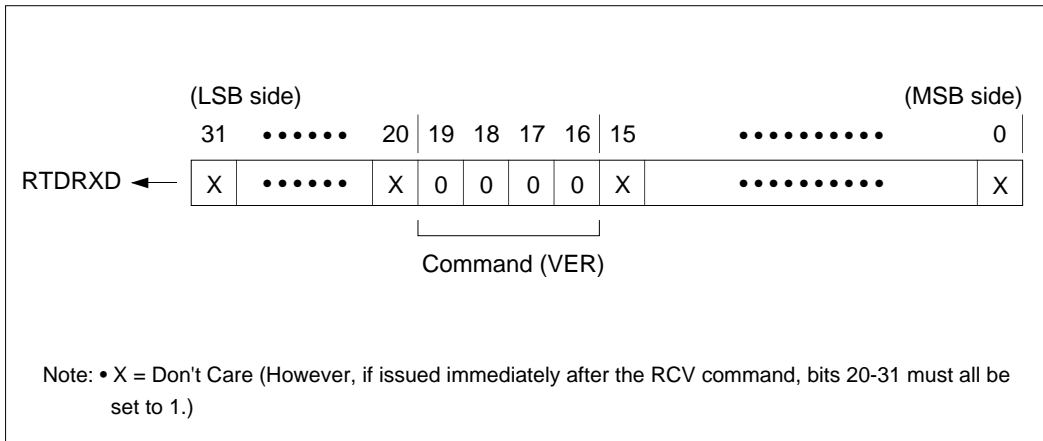 (LSB side) (MSB side)
31 •••••• 20 19 18 17 16 15 •••••••••• 0
RTDRXD X •••••• X 0 0 0 0 X •••••••••• X
Command (VER)
Note: • X = Don't Care (However, if issued immediately after the RCV command, bits 20-31 must all be
set to 1.)